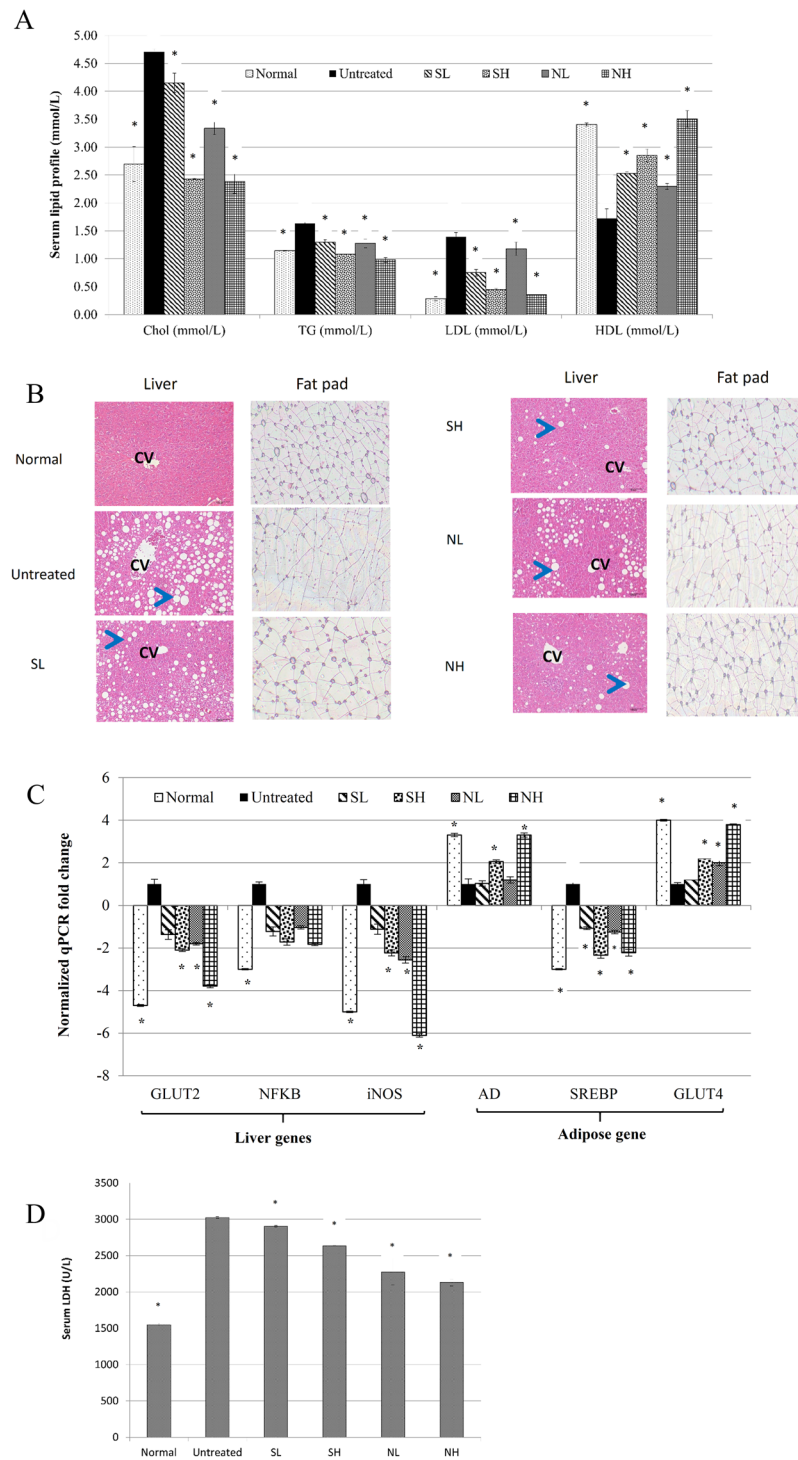 A
Serum lipid profile (mmol/L)
5.00
4.50
4.00
3.50
3.00
2.50
2.00
1.50
1.00
0.50
0.00
Normal Untreated SL SH NL NH
* * * * *
* * * * *
* * * * *
* * * * *
Chol (mmol/L) TG (mmol/L) LDL (mmol/L) HDL (mmol/L)
B
Liver Fat pad
Normal
CV
Untreated
CV
SL
CV
Liver Fat pad
SH
CV
NL
CV
NH
CV
C
Normalized qPCR fold change
6
4
2
0
-2
-4
-6
-8
Normal Untreated SL SH NL NH
* * * *
*
* * * *
* * *
* * * * *
* * * *
GLUT2 NFKB iNOS AD SREBP GLUT4
Liver genes Adipose gene
D
Serum LDH (U/L)
3500
3000
2500
2000
1500
1000
500
0
* * * * *
Normal Untreated SL SH NL NH